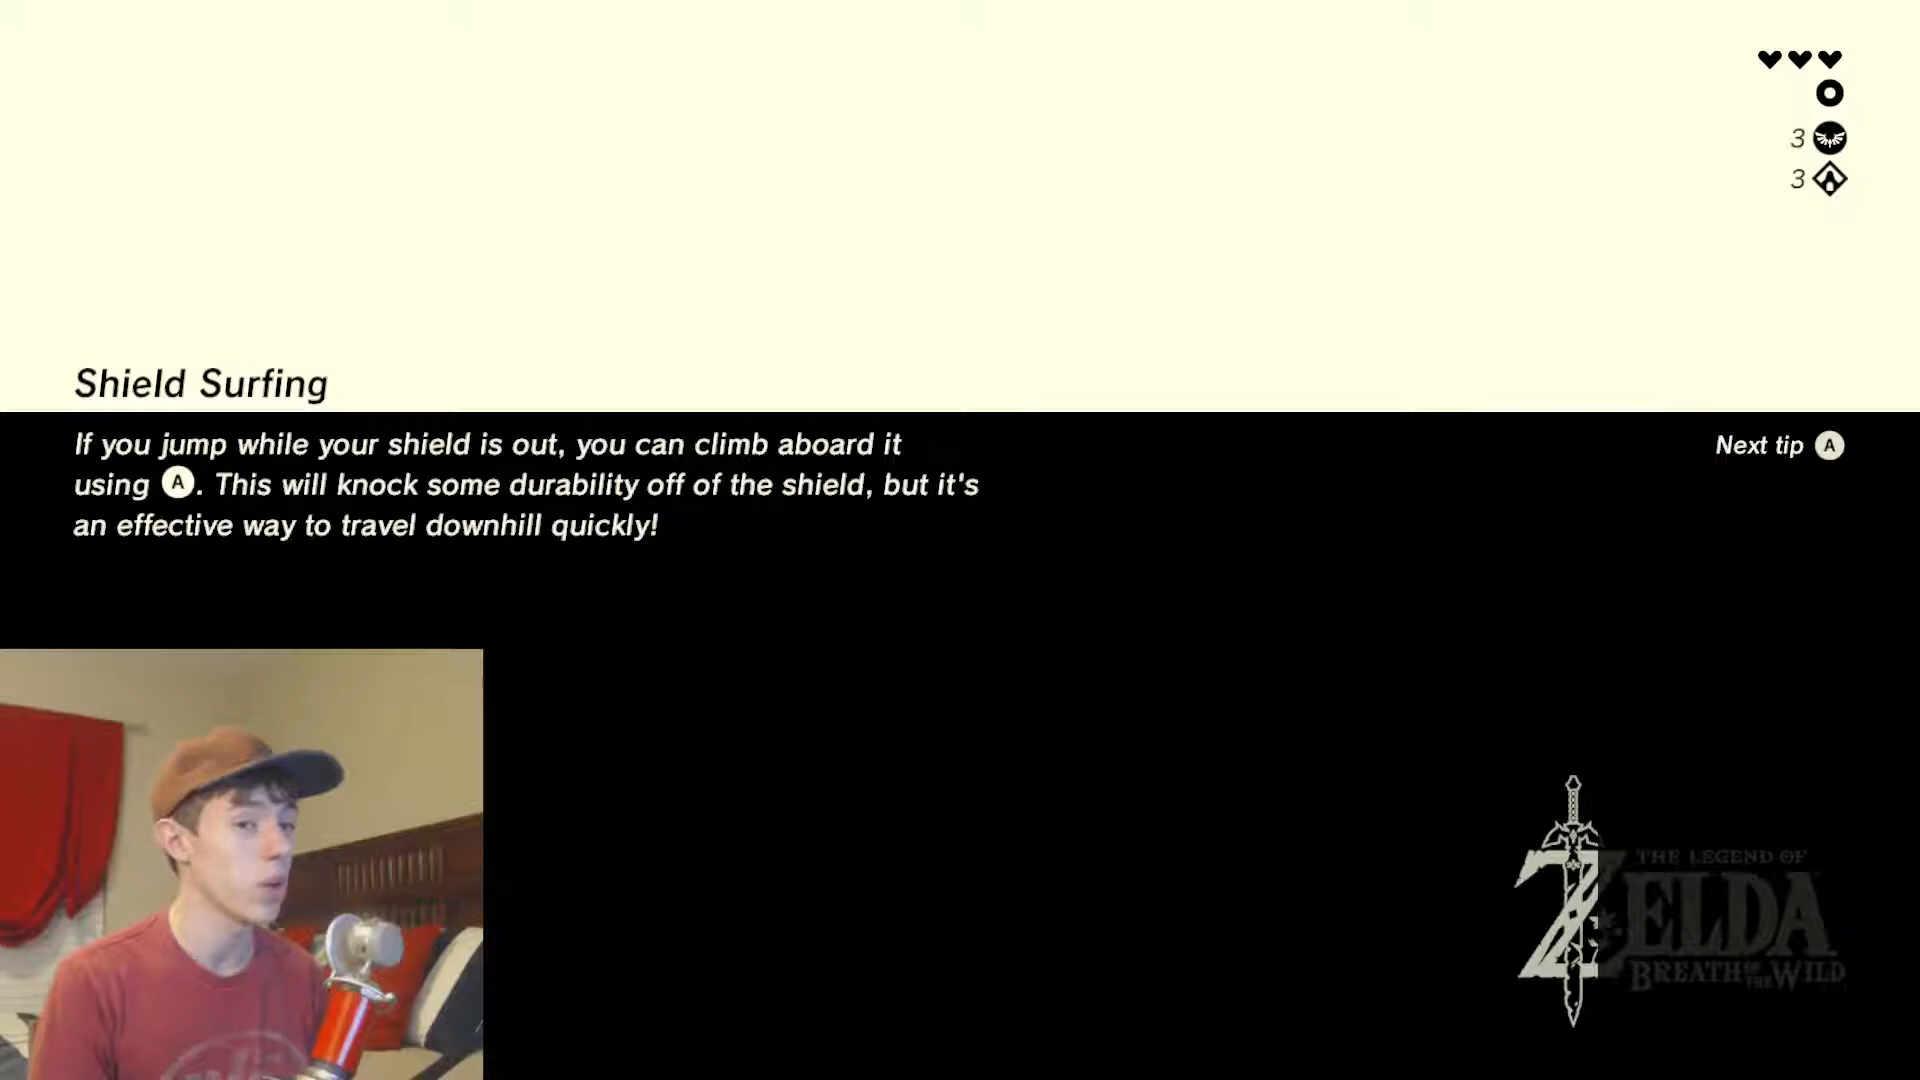 3
3
Shield Surfing
If you jump while your shield is out, you can climb aboard it
using A. This will knock some durability off of the shield, but it's
an effective way to travel downhill quickly!
Next tip A
THE LEGEND OF
ZELDA
BREATH OF THE WILD